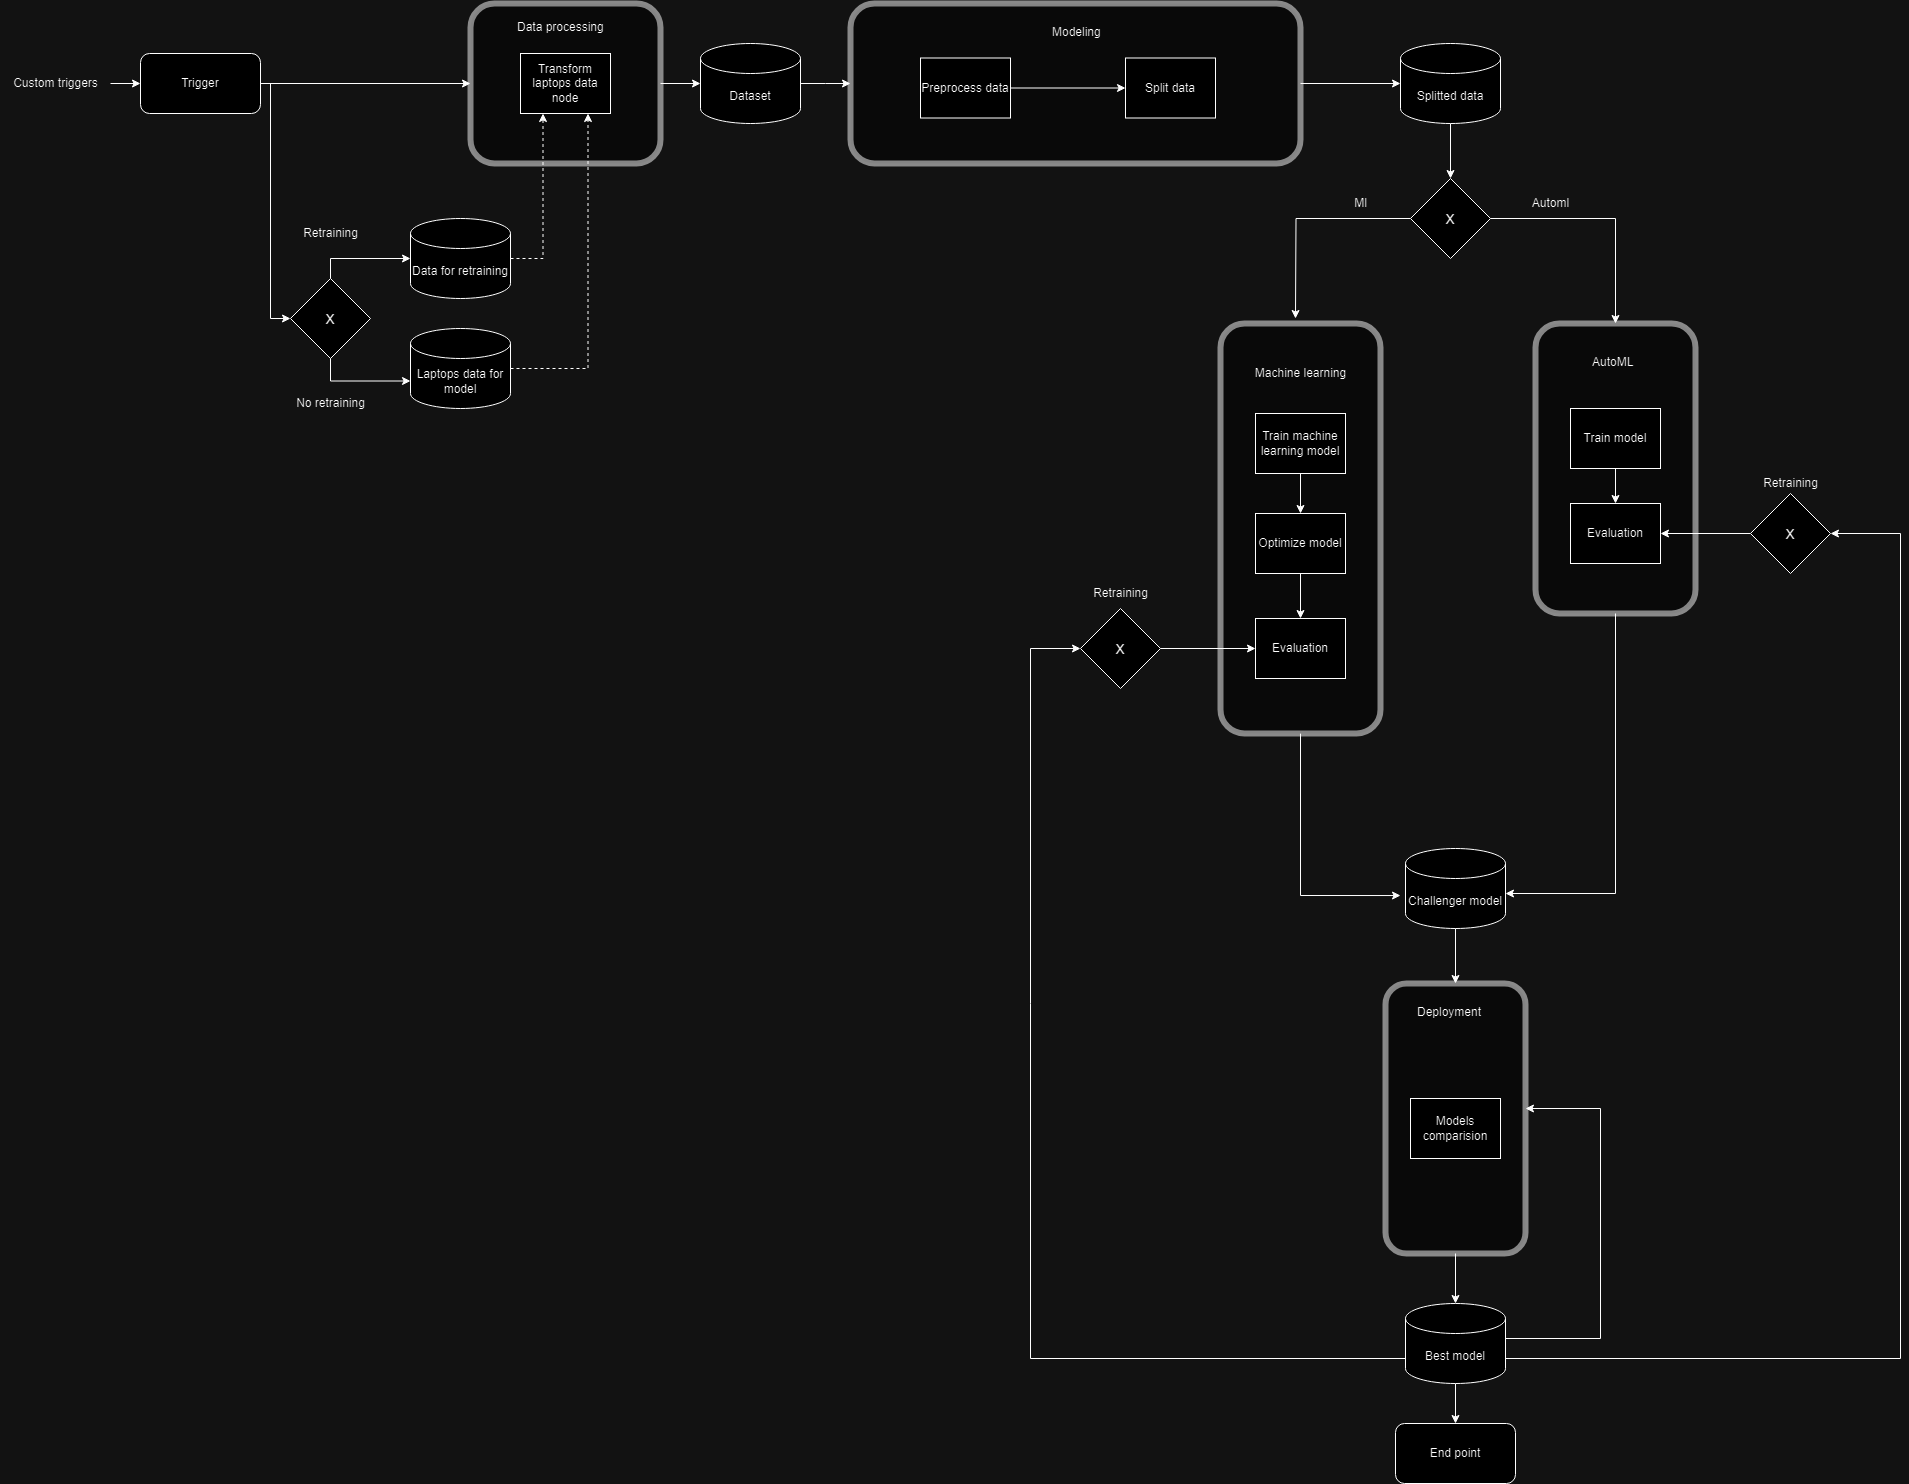 Data processing
Modeling
Custom triggers
Trigger
Transform
laptops data
node
Dataset
Preprocess data
Split data
Splitted data
Ml
Automl
X
Retraining
Data for retraining
X
Laptops data for
model
No retraining
Machine learning
AutoML
Train machine
learning model
Train model
Retraining
Optimize model
Evaluation
X
Retraining
X
Evaluation
Challenger model
Deployment
Models
comparision
Best model
End point